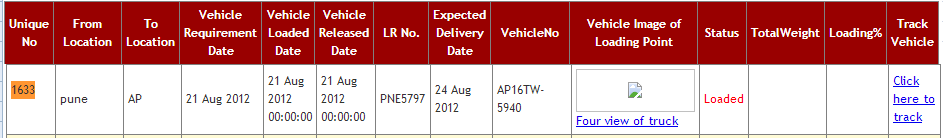 Unique No
From Location
To Location
Vehicle Requirement Date
Vehicle Loaded Date
Vehicle Released Date
LR No.
Expected Delivery Date
VehicleNo
Vehicle Image of Loading Point
Status
TotalWeight
Loading%
Track Vehicle
1633
pune
AP
21 Aug 2012
21 Aug 2012 00:00:00
21 Aug 2012 00:00:00
PNE5797
24 Aug 2012
AP16TW-5940
Four view of truck
Loaded
Click here to track